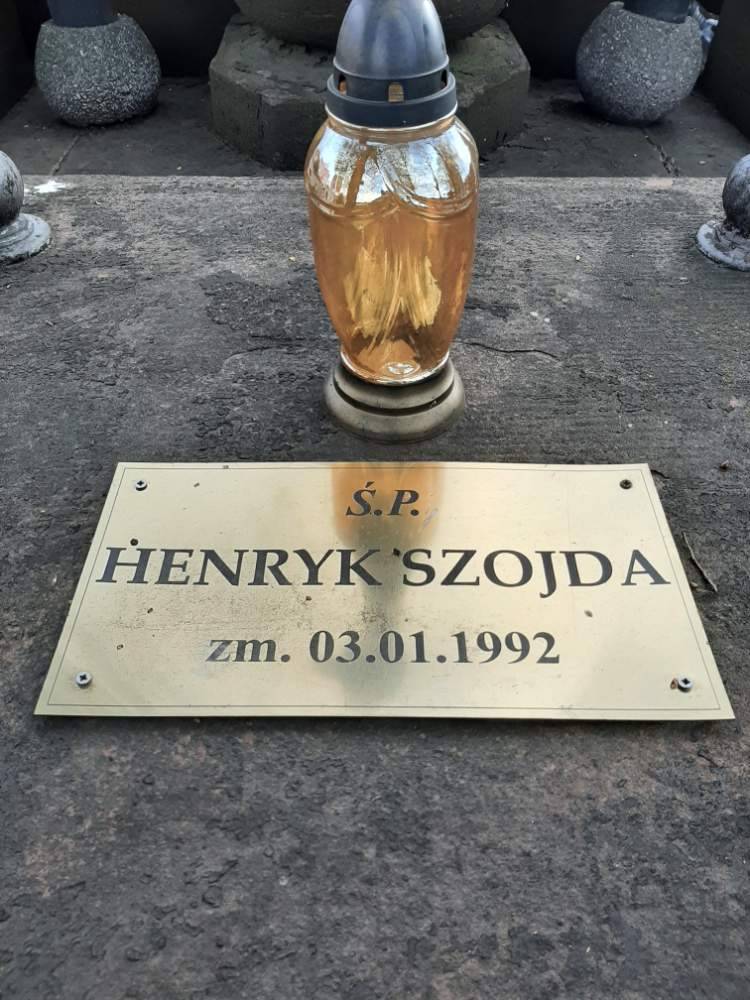 Ś.P.
HENRYK SZOJDA
zm. 03.01.1992